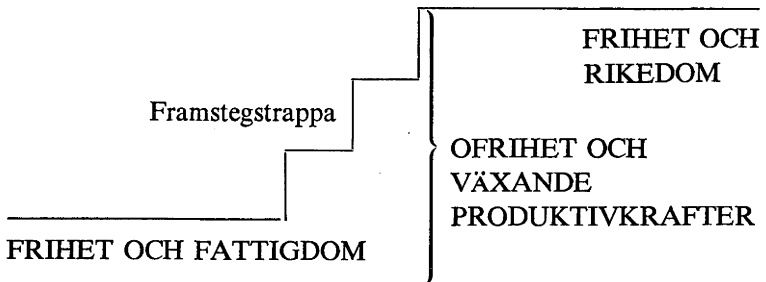 FRIHET OCH
RIKEDOM
Framstegstrappa
OFRIHET OCH
VÄXANDE
PRODUKTIVKRAFTER
FRIHET OCH FATTIGDOM